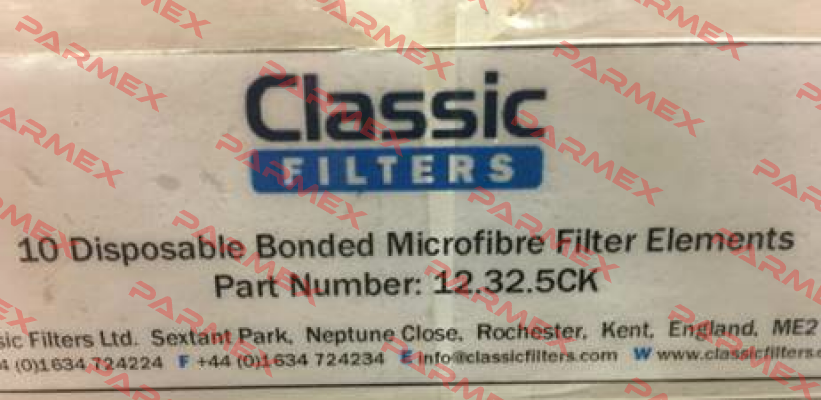 Classic
FILTERS
10 Disposable Bonded Microfibre Filter Elements
Part Number: 12.32.5CK
sic Filters Ltd. Sextant Park, Neptune Close, Rochester, Kent, England, ME2
4 (0)1634 724224 F +44 (0)1634 724234 E info@classicfilters.com W www.classicfilters.c
PARMEX